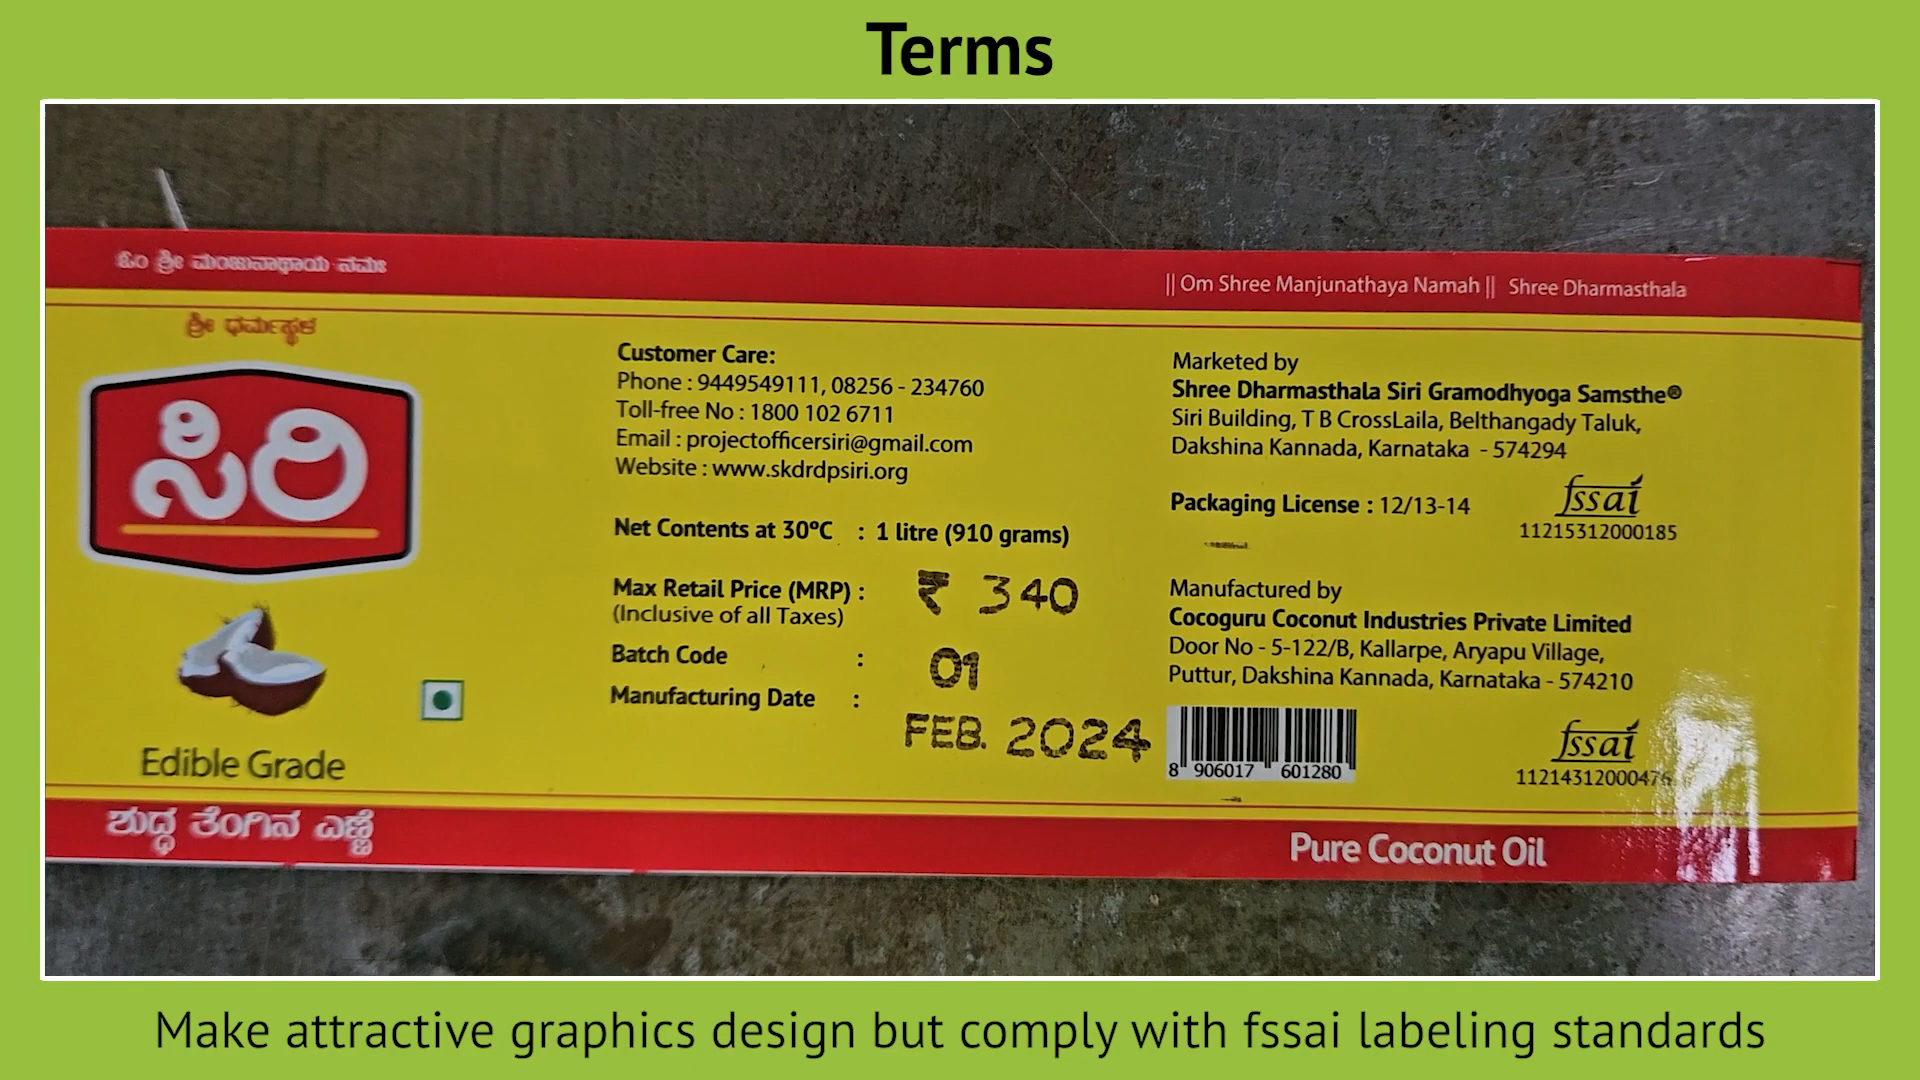 Terms
ಓಂ ಶ್ರೀ ಮಂಜುನಾಥಾಯ ನಮಃ
|| Om Shree Manjunathaya Namah || Shree Dharmasthala
ಶ್ರೀ ಧರ್ಮಸ್ಥಳ
ಸಿರಿ
Edible Grade
ಶುದ್ಧ ತೆಂಗಿನ ಎಣ್ಣೆ
Customer Care:
Phone : 9449549111, 08256 - 234760
Toll-free No : 1800 102 6711
Email : projectofficersiri@gmail.com
Website : www.skdrdpsiri.org
Net Contents at 30°C : 1 litre (910 grams)
Max Retail Price (MRP) : ₹ 340
(Inclusive of all Taxes)
Batch Code : 01
Manufacturing Date : FEB. 2024
Marketed by
Shree Dharmasthala Siri Gramodhyoga Samsthe®
Siri Building, T B CrossLaila, Belthangady Taluk,
Dakshina Kannada, Karnataka - 574294
Packaging License : 12/13-14
fssai
11215312000185
Manufactured by
Cocoguru Coconut Industries Private Limited
Door No - 5-122/B, Kallarpe, Aryapu Village,
Puttur, Dakshina Kannada, Karnataka - 574210
8 906017 601280
fssai
11214312000476
Pure Coconut Oil
Make attractive graphics design but comply with fssai labeling standards